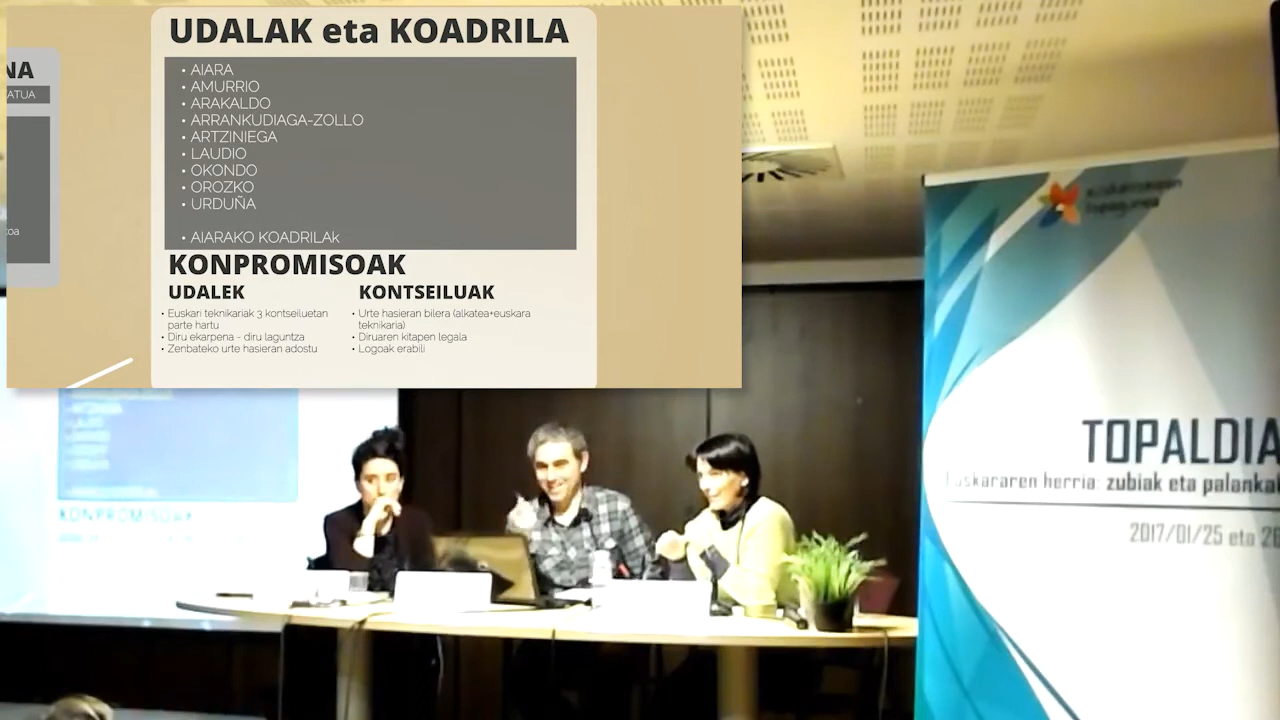 UDALAK eta KOADRILA
• AIARA
• AMURRIO
• ARAKALDO
• ARRANKUDIAGA-ZOLLO
• ARTZINIEGA
• LAUDIO
• OKONDO
• OROZKO
• URDUÑA
• AIARAKO KOADRILAk
KONPROMISOAK
UDALEK
• Euskari teknikariak 3 kontseiluetan
parte hartu
• Diru ekarpena - diru laguntza
• Zenbateko urte hasieran adostu
KONTSEILUAK
• Urte hasieran bilera (alkatea+euskara
teknikaria)
• Diruaren kitapen legala
• Logoak erabili
NA
ATUA
KONPROMISOAK
TOPALDIA
Euskararen herria: zubiak eta palankak
2017/01/25 eta 26